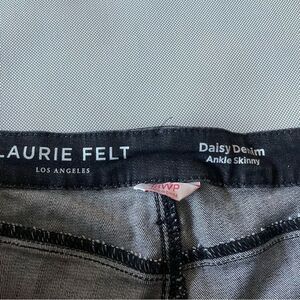 LAURIE FELT
LOS ANGELES
Daisy Denim
Ankle Skinny